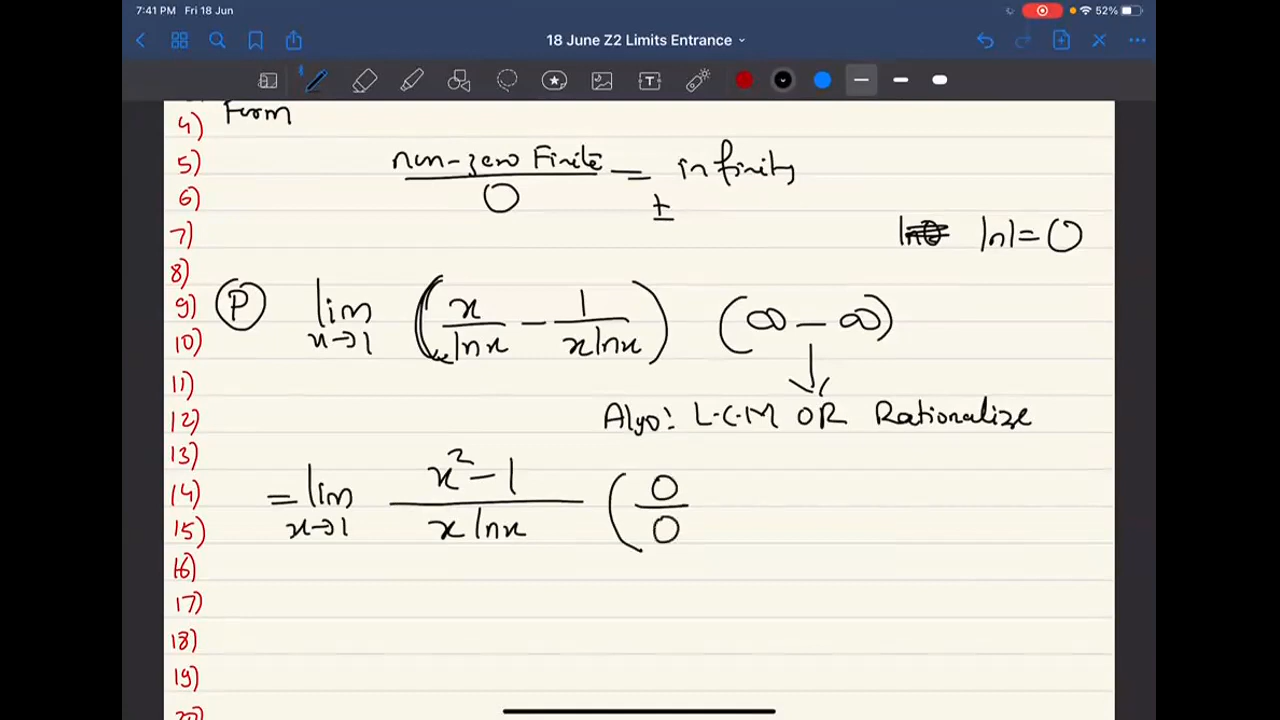 7:41 PM Fri 18 Jun
52%
18 June Z2 Limits Entrance
4) Form
5) non-zero Finite / 0 = ± infinity
6)
7) ln1 = 0
8)
9) P lim x→1 (x/lnx − 1/(x lnx)) (∞ − ∞)
10)
11)
12) Algo: L.C.M OR Rationalize
13)
14) = lim x→1 (x² − 1)/(x lnx) (0/0
15)
16)
17)
18)
19)